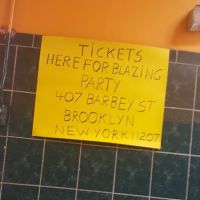 TICKETS
HERE FOR BLAZING
PARTY
407 BARBEY ST
BROOKLYN
NEW YORK 11207